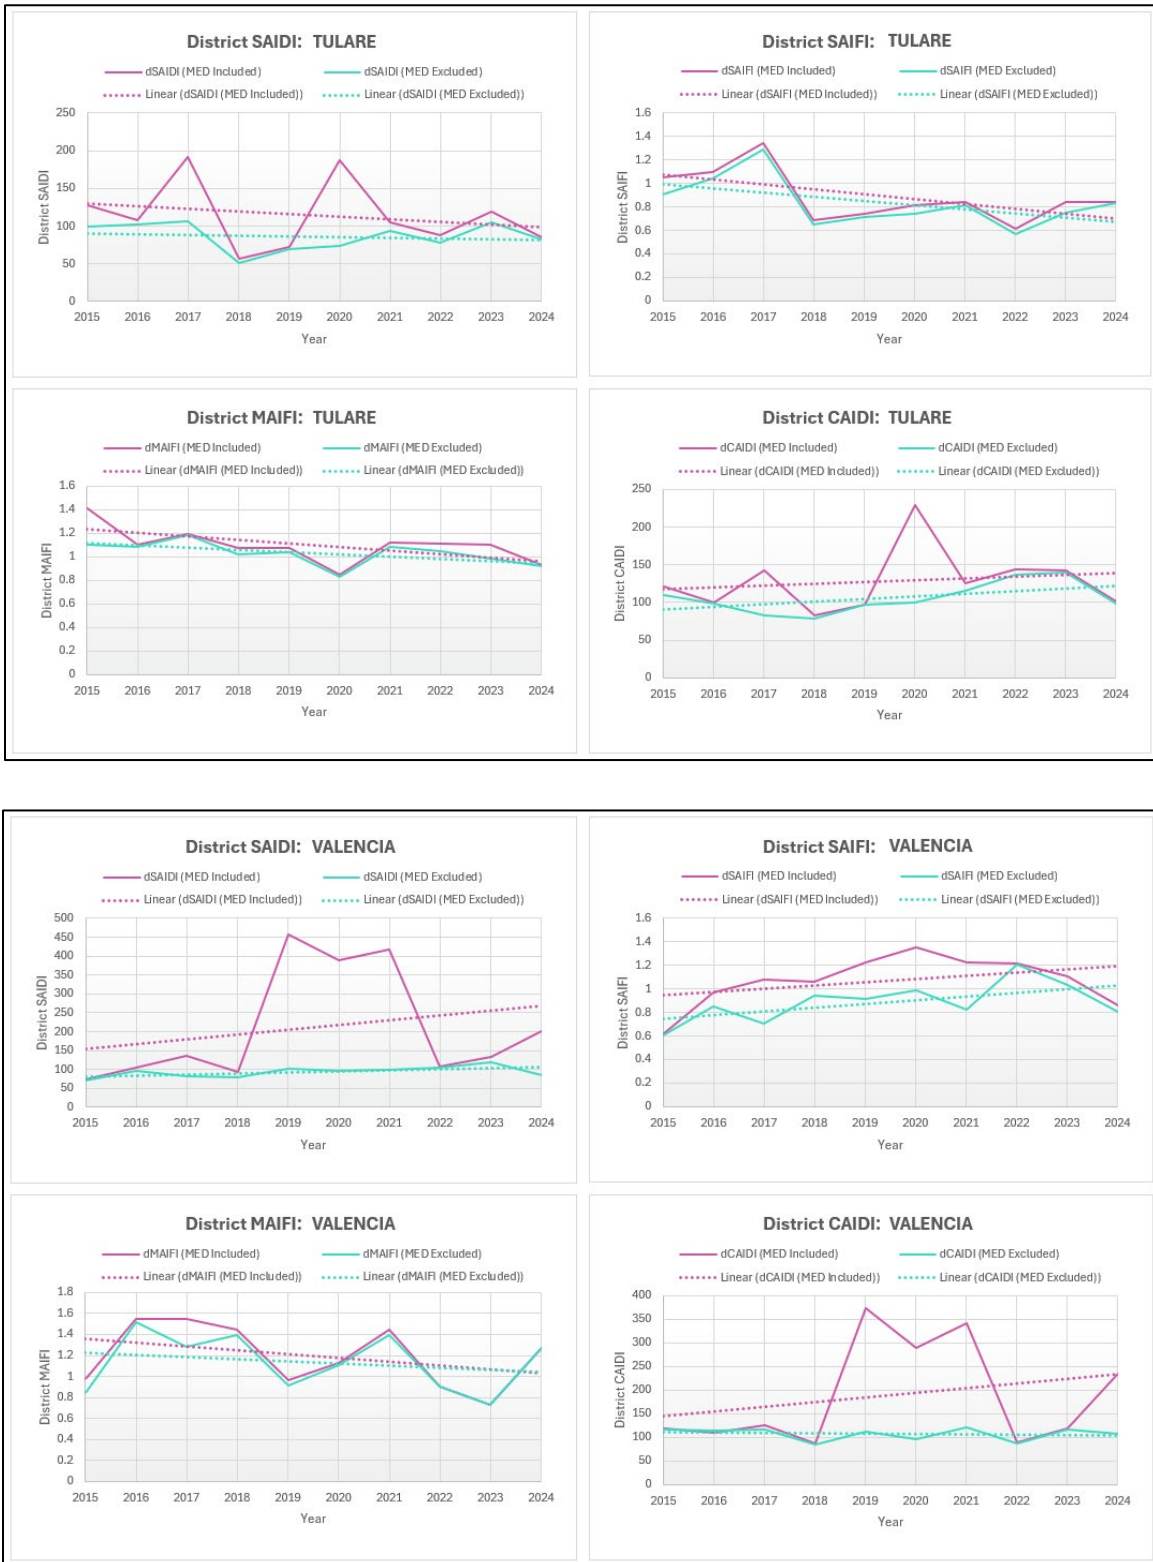 District SAIDI: TULARE
dSAIDI (MED Included)
dSAIDI (MED Excluded)
Linear (dSAIDI (MED Included))
Linear (dSAIDI (MED Excluded))
250
200
150
100
50
0
District SAIDI
2015 2016 2017 2018 2019 2020 2021 2022 2023 2024
Year
District SAIFI: TULARE
dSAIFI (MED Included)
dSAIFI (MED Excluded)
Linear (dSAIFI (MED Included))
Linear (dSAIFI (MED Excluded))
1.6
1.4
1.2
1
0.8
0.6
0.4
0.2
0
District SAIFI
2015 2016 2017 2018 2019 2020 2021 2022 2023 2024
Year
District MAIFI: TULARE
dMAIFI (MED Included)
dMAIFI (MED Excluded)
Linear (dMAIFI (MED Included))
Linear (dMAIFI (MED Excluded))
1.6
1.4
1.2
1
0.8
0.6
0.4
0.2
0
District MAIFI
2015 2016 2017 2018 2019 2020 2021 2022 2023 2024
Year
District CAIDI: TULARE
dCAIDI (MED Included)
dCAIDI (MED Excluded)
Linear (dCAIDI (MED Included))
Linear (dCAIDI (MED Excluded))
250
200
150
100
50
0
District CAIDI
2015 2016 2017 2018 2019 2020 2021 2022 2023 2024
Year
District SAIDI: VALENCIA
dSAIDI (MED Included)
dSAIDI (MED Excluded)
Linear (dSAIDI (MED Included))
Linear (dSAIDI (MED Excluded))
500
450
400
350
300
250
200
150
100
50
0
District SAIDI
2015 2016 2017 2018 2019 2020 2021 2022 2023 2024
Year
District SAIFI: VALENCIA
dSAIFI (MED Included)
dSAIFI (MED Excluded)
Linear (dSAIFI (MED Included))
Linear (dSAIFI (MED Excluded))
1.6
1.4
1.2
1
0.8
0.6
0.4
0.2
0
District SAIFI
2015 2016 2017 2018 2019 2020 2021 2022 2023 2024
Year
District MAIFI: VALENCIA
dMAIFI (MED Included)
dMAIFI (MED Excluded)
Linear (dMAIFI (MED Included))
Linear (dMAIFI (MED Excluded))
1.8
1.6
1.4
1.2
1
0.8
0.6
0.4
0.2
0
District MAIFI
2015 2016 2017 2018 2019 2020 2021 2022 2023 2024
Year
District CAIDI: VALENCIA
dCAIDI (MED Included)
dCAIDI (MED Excluded)
Linear (dCAIDI (MED Included))
Linear (dCAIDI (MED Excluded))
400
350
300
250
200
150
100
50
0
District CAIDI
2015 2016 2017 2018 2019 2020 2021 2022 2023 2024
Year